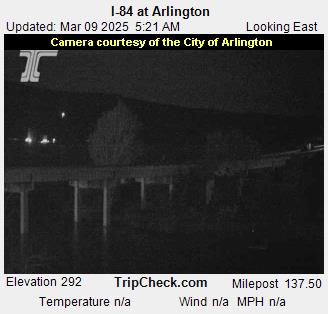 I-84 at Arlington
Updated: Mar 09 2025 5:21 AM Looking East
Camera courtesy of the City of Arlington
Elevation 292 TripCheck.com Milepost 137.50
Temperature n/a Wind n/a MPH n/a